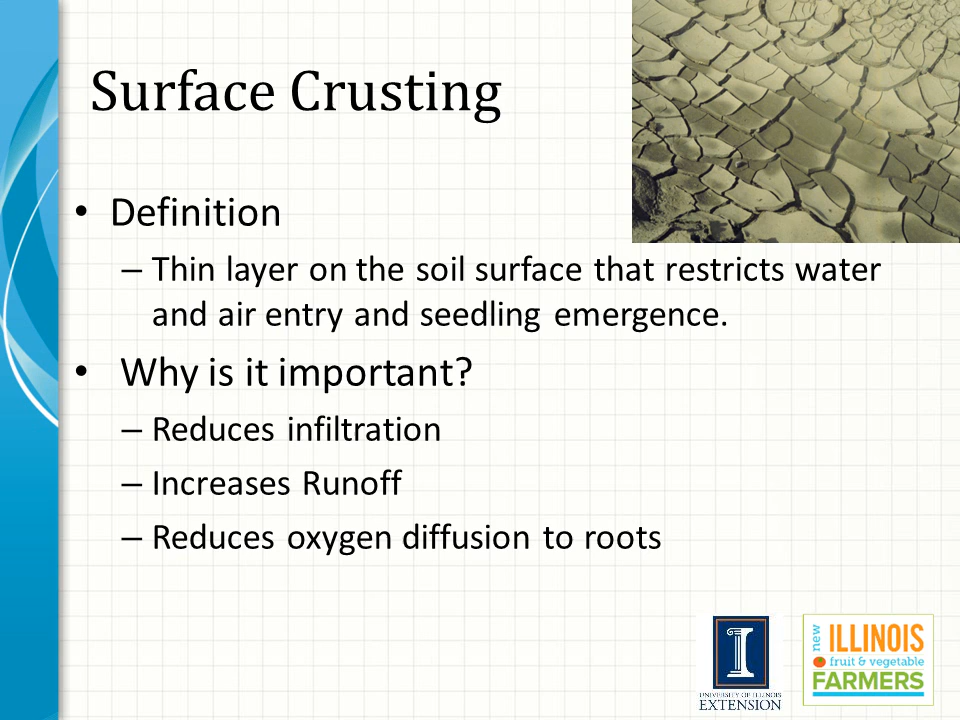 Surface Crusting
• Definition
– Thin layer on the soil surface that restricts water
and air entry and seedling emergence.
• Why is it important?
– Reduces infiltration
– Increases Runoff
– Reduces oxygen diffusion to roots
I
UNIVERSITY OF ILLINOIS
EXTENSION
new
ILLINOIS
fruit & vegetable
FARMERS